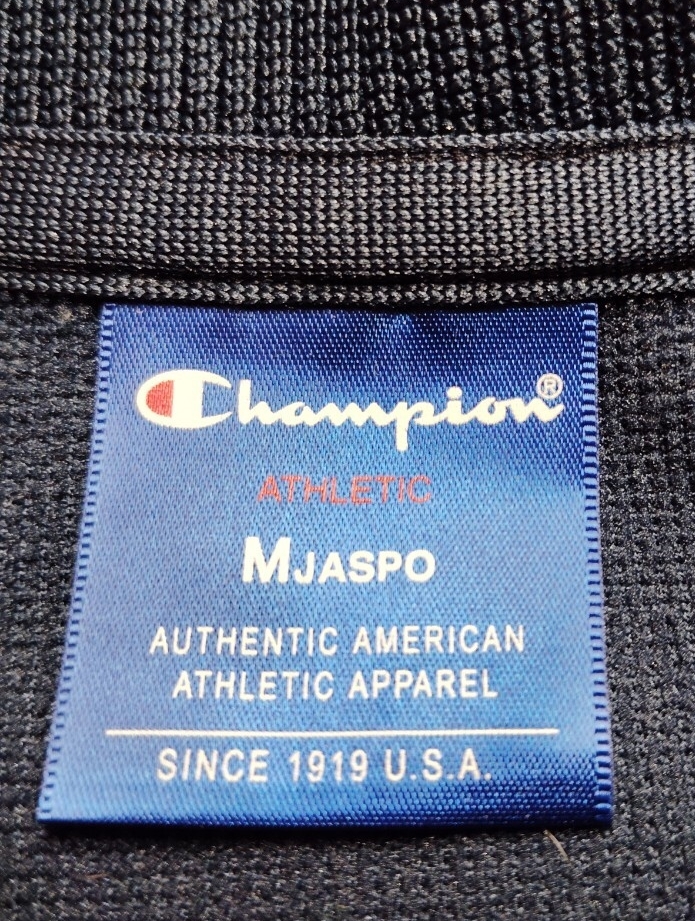 Champion®
ATHLETIC
MJASPO
AUTHENTIC AMERICAN
ATHLETIC APPAREL
SINCE 1919 U.S.A.